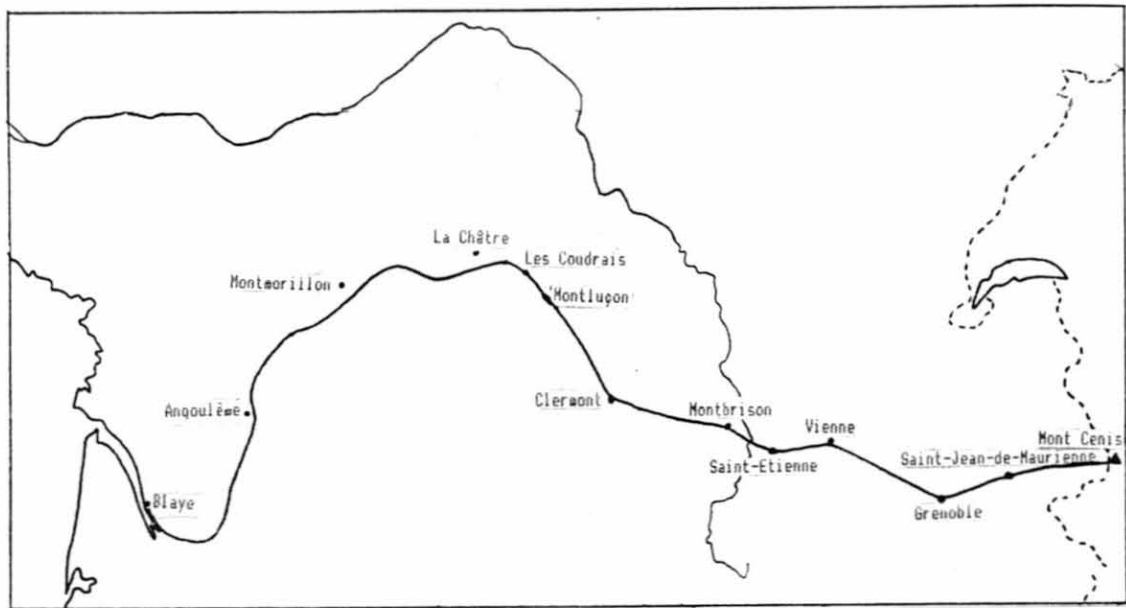 La Châtre
Les Coudrais
Montmorillon
Montluçon
Angoulême
Clermont
Montbrison
Vienne
Mont Cenis
Saint-Etienne
Saint-Jean-de-Maurienne
Blaye
Grenoble